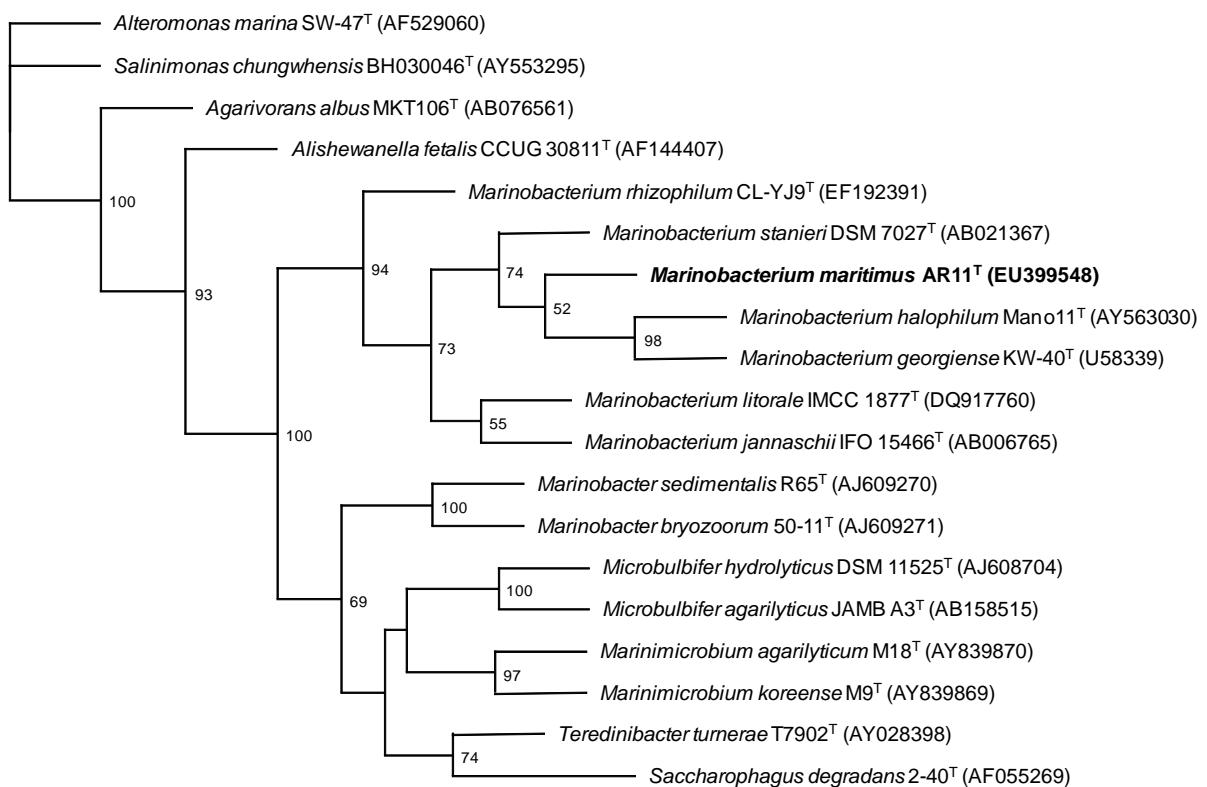 Alteromonas marina SW-47ᵀ (AF529060)
Salinimonas chungwhensis BH030046ᵀ (AY553295)
Agarivorans albus MKT106ᵀ (AB076561)
Alishewanella fetalis CCUG 30811ᵀ (AF144407)
100
Marinobacterium rhizophilum CL-YJ9ᵀ (EF192391)
Marinobacterium stanieri DSM 7027ᵀ (AB021367)
94
74
Marinobacterium maritimus AR11ᵀ (EU399548)
93
52
Marinobacterium halophilum Mano11ᵀ (AY563030)
73
98
Marinobacterium georgiense KW-40ᵀ (U58339)
Marinobacterium litorale IMCC 1877ᵀ (DQ917760)
55
100
Marinobacterium jannaschii IFO 15466ᵀ (AB006765)
Marinobacter sedimentalis R65ᵀ (AJ609270)
100
Marinobacter bryozoorum 50-11ᵀ (AJ609271)
Microbulbifer hydrolyticus DSM 11525ᵀ (AJ608704)
100
69
Microbulbifer agarilyticus JAMB A3ᵀ (AB158515)
Marinimicrobium agarilyticum M18ᵀ (AY839870)
97
Marinimicrobium koreense M9ᵀ (AY839869)
Teredinibacter turnerae T7902ᵀ (AY028398)
74
Saccharophagus degradans 2-40ᵀ (AF055269)